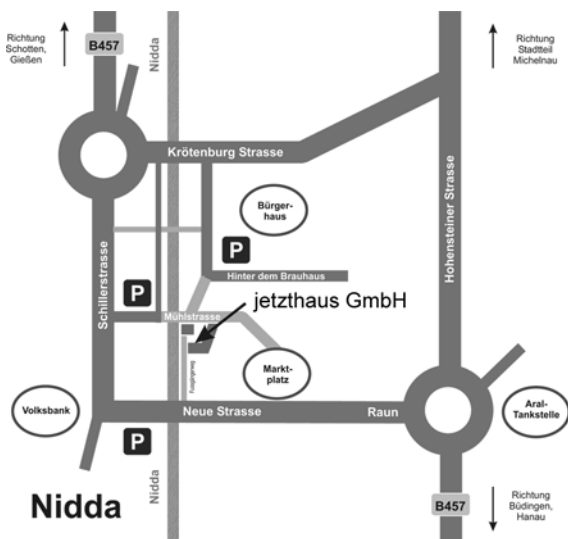 Richtung
Schotten,
Gießen
B457
Nidda
Richtung
Stadtteil
Michelnau
Krötenburg Strasse
Bürger-
haus
P
Hinter dem Brauhaus
Schillerstrasse
Hohensteiner Strasse
P
jetzthaus GmbH
Mühlstrasse
Markt-
platz
Fussgängerweg
Volksbank
Neue Strasse
Raun
Aral-
Tankstelle
P
Nidda
Nidda
B457
Richtung
Büdingen,
Hanau